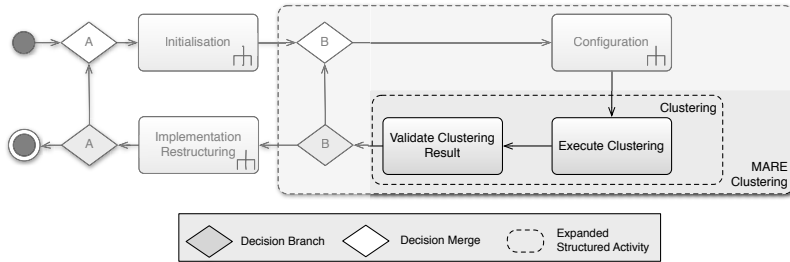 A
Initialisation
B
Configuration
Clustering
A
Implementation
Restructuring
B
Validate Clustering
Result
Execute Clustering
MARE
Clustering
Decision Branch
Decision Merge
Expanded
Structured Activity